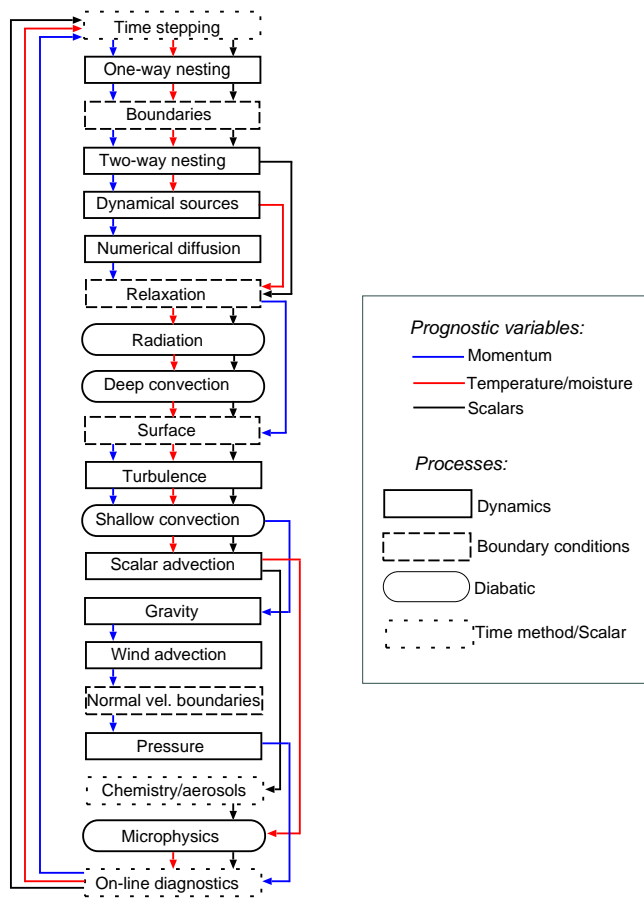 Time stepping
One-way nesting
Boundaries
Two-way nesting
Dynamical sources
Numerical diffusion
Relaxation
Radiation
Deep convection
Surface
Turbulence
Shallow convection
Scalar advection
Gravity
Wind advection
Normal vel. boundaries
Pressure
Chemistry/aerosols
Microphysics
On-line diagnostics
Prognostic variables:
Momentum
Temperature/moisture
Scalars
Processes:
Dynamics
Boundary conditions
Diabatic
Time method/Scalar